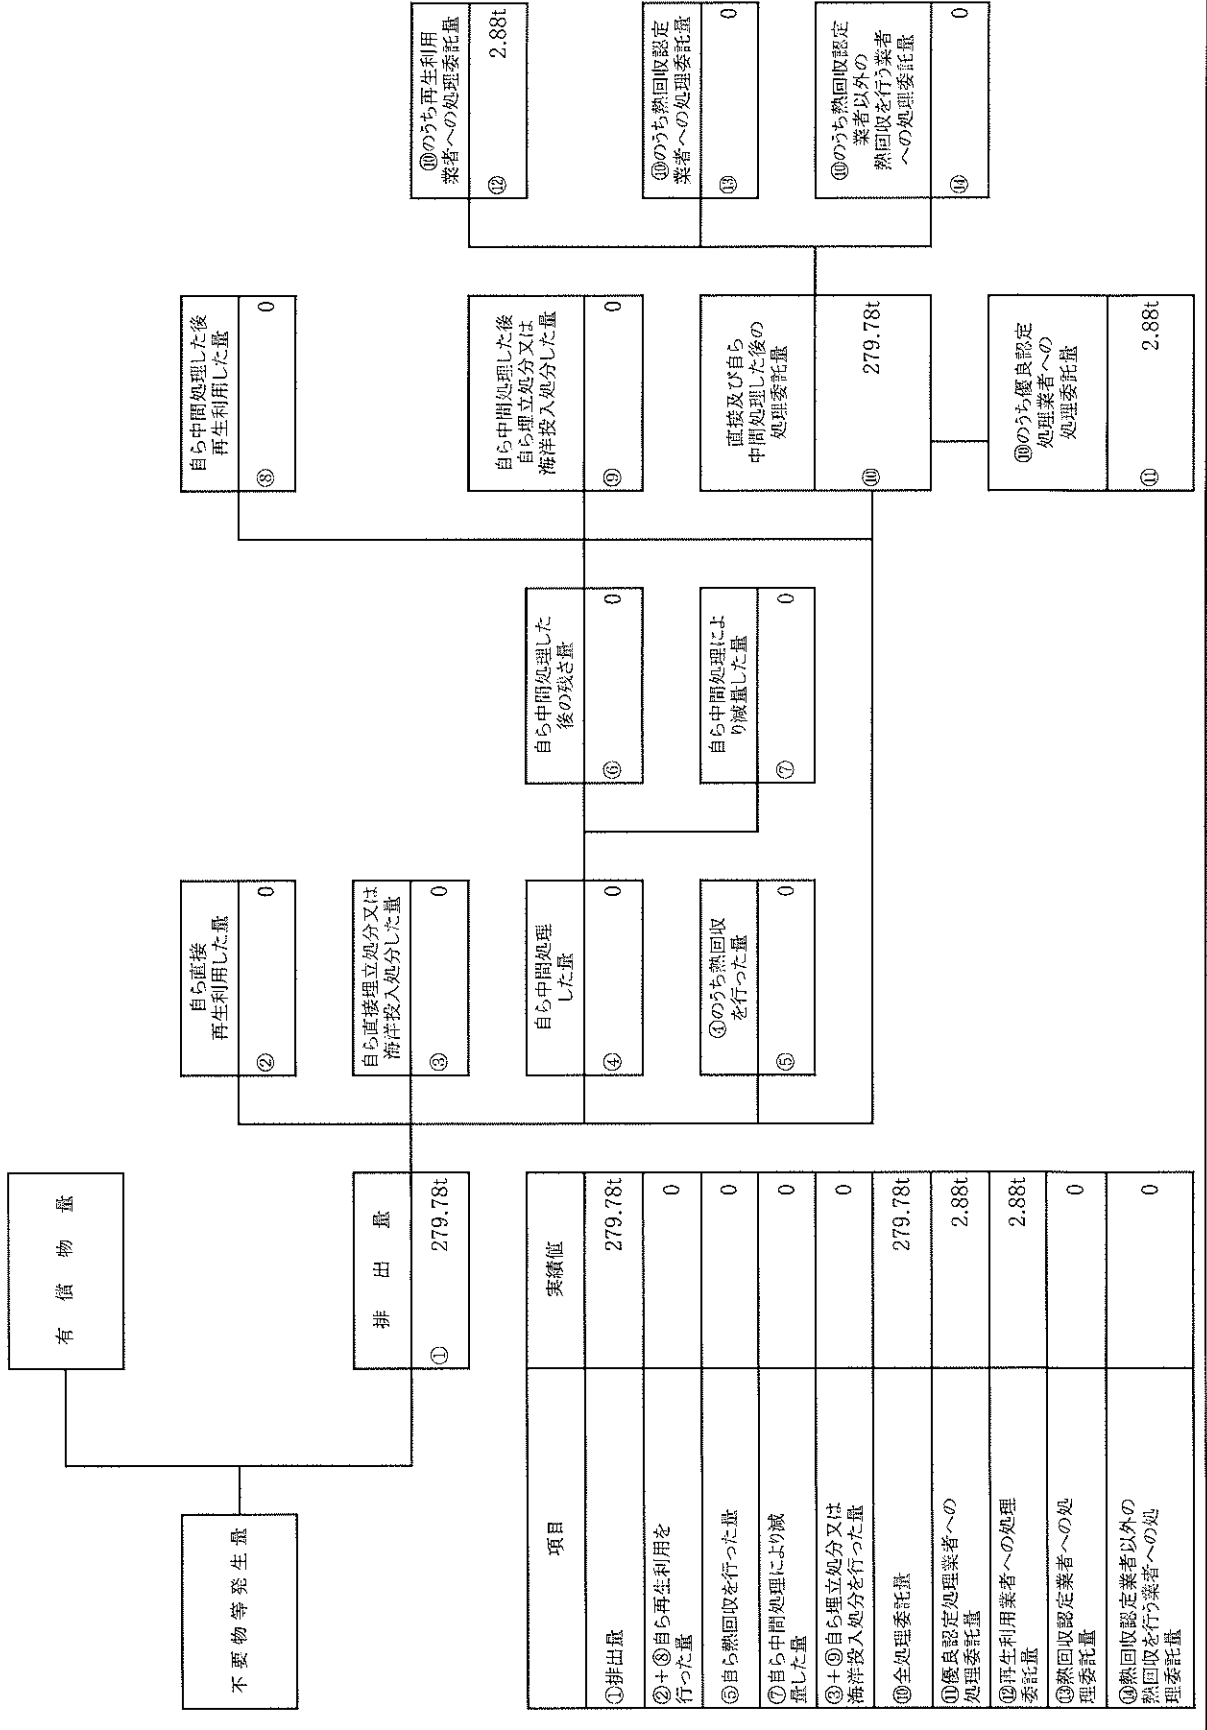 不要物等発生量
有償物量
排出量
① 279.78t
自ら直接
再生利用した量
② 0
自ら直接埋立処分又は
海洋投入処分した量
③ 0
自ら中間処理
した量
④ 0
④のうち熱回収
を行った量
⑤ 0
自ら中間処理した
後の残さ量
⑥ 0
自ら中間処理によ
り減量した量
⑦ 0
自ら中間処理した後
再生利用した量
⑧ 0
自ら中間処理した後
自ら埋立処分又は
海洋投入処分した量
⑨ 0
直接及び自ら
中間処理した後の
処理委託量
⑩ 279.78t
⑩のうち優良認定
処理業者への
処理委託量
⑪ 2.88t
⑩のうち再生利用
業者への処理委託量
⑫ 2.88t
⑩のうち熱回収認定
業者への処理委託量
⑬ 0
⑩のうち熱回収認定
業者以外の
熱回収を行う業者
への処理委託量
⑭ 0
項目 実績値
①排出量 279.78t
②+⑧自ら再生利用を
行った量 0
⑤自ら熱回収を行った量 0
⑦自ら中間処理により減
量した量 0
③+⑨自ら埋立処分又は
海洋投入処分を行った量 0
⑩全処理委託量 279.78t
⑪優良認定処理業者への
処理委託量 2.88t
⑫再生利用業者への処理
委託量 2.88t
⑬熱回収認定業者への処
理委託量 0
⑭熱回収認定業者以外の
熱回収を行う業者への処
理委託量 0